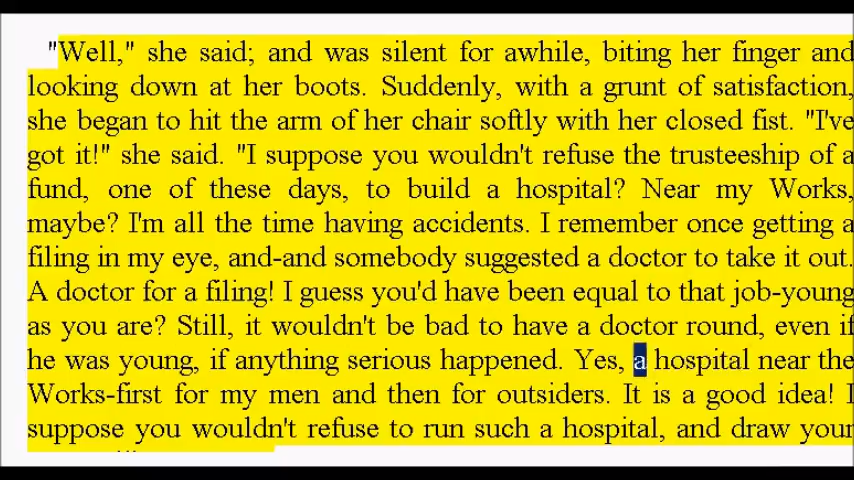 "Well," she said; and was silent for awhile, biting her finger and
looking down at her boots. Suddenly, with a grunt of satisfaction,
she began to hit the arm of her chair softly with her closed fist. "I've
got it!" she said. "I suppose you wouldn't refuse the trusteeship of a
fund, one of these days, to build a hospital? Near my Works,
maybe? I'm all the time having accidents. I remember once getting a
filing in my eye, and-and somebody suggested a doctor to take it out.
A doctor for a filing! I guess you'd have been equal to that job-young
as you are? Still, it wouldn't be bad to have a doctor round, even if
he was young, if anything serious happened. Yes, a hospital near the
Works-first for my men and then for outsiders. It is a good idea! I
suppose you wouldn't refuse to run such a hospital, and draw your